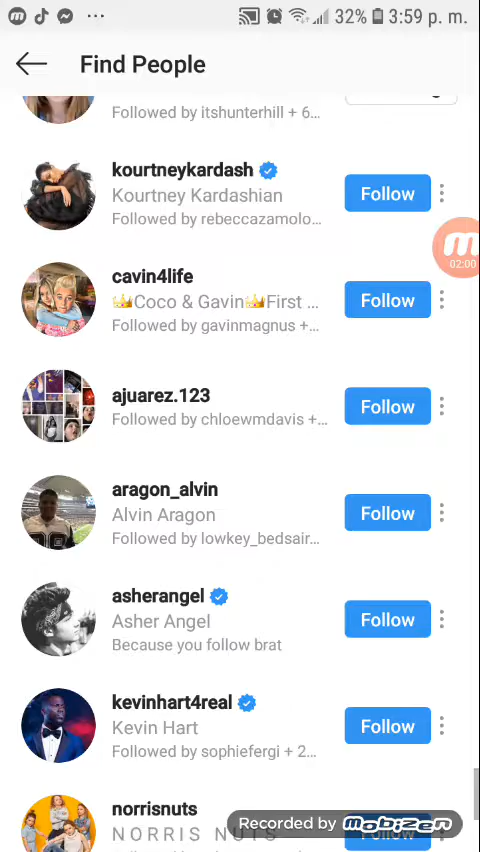 32% 3:59 p. m.
Find People
Followed by itshunterhill + 6...
kourtneykardash
Kourtney Kardashian
Followed by rebeccazamolo...
Follow
02:00
cavin4life
👑Coco & Gavin👑First ...
Followed by gavinmagnus +...
Follow
ajuarez.123
Followed by chloewmdavis +...
Follow
aragon_alvin
Alvin Aragon
Followed by lowkey_bedsair...
Follow
asherangel
Asher Angel
Because you follow brat
Follow
kevinhart4real
Kevin Hart
Followed by sophiefergi + 2...
Follow
norrisnuts
N O R R I S N U T S
Follow
Recorded by mobizen